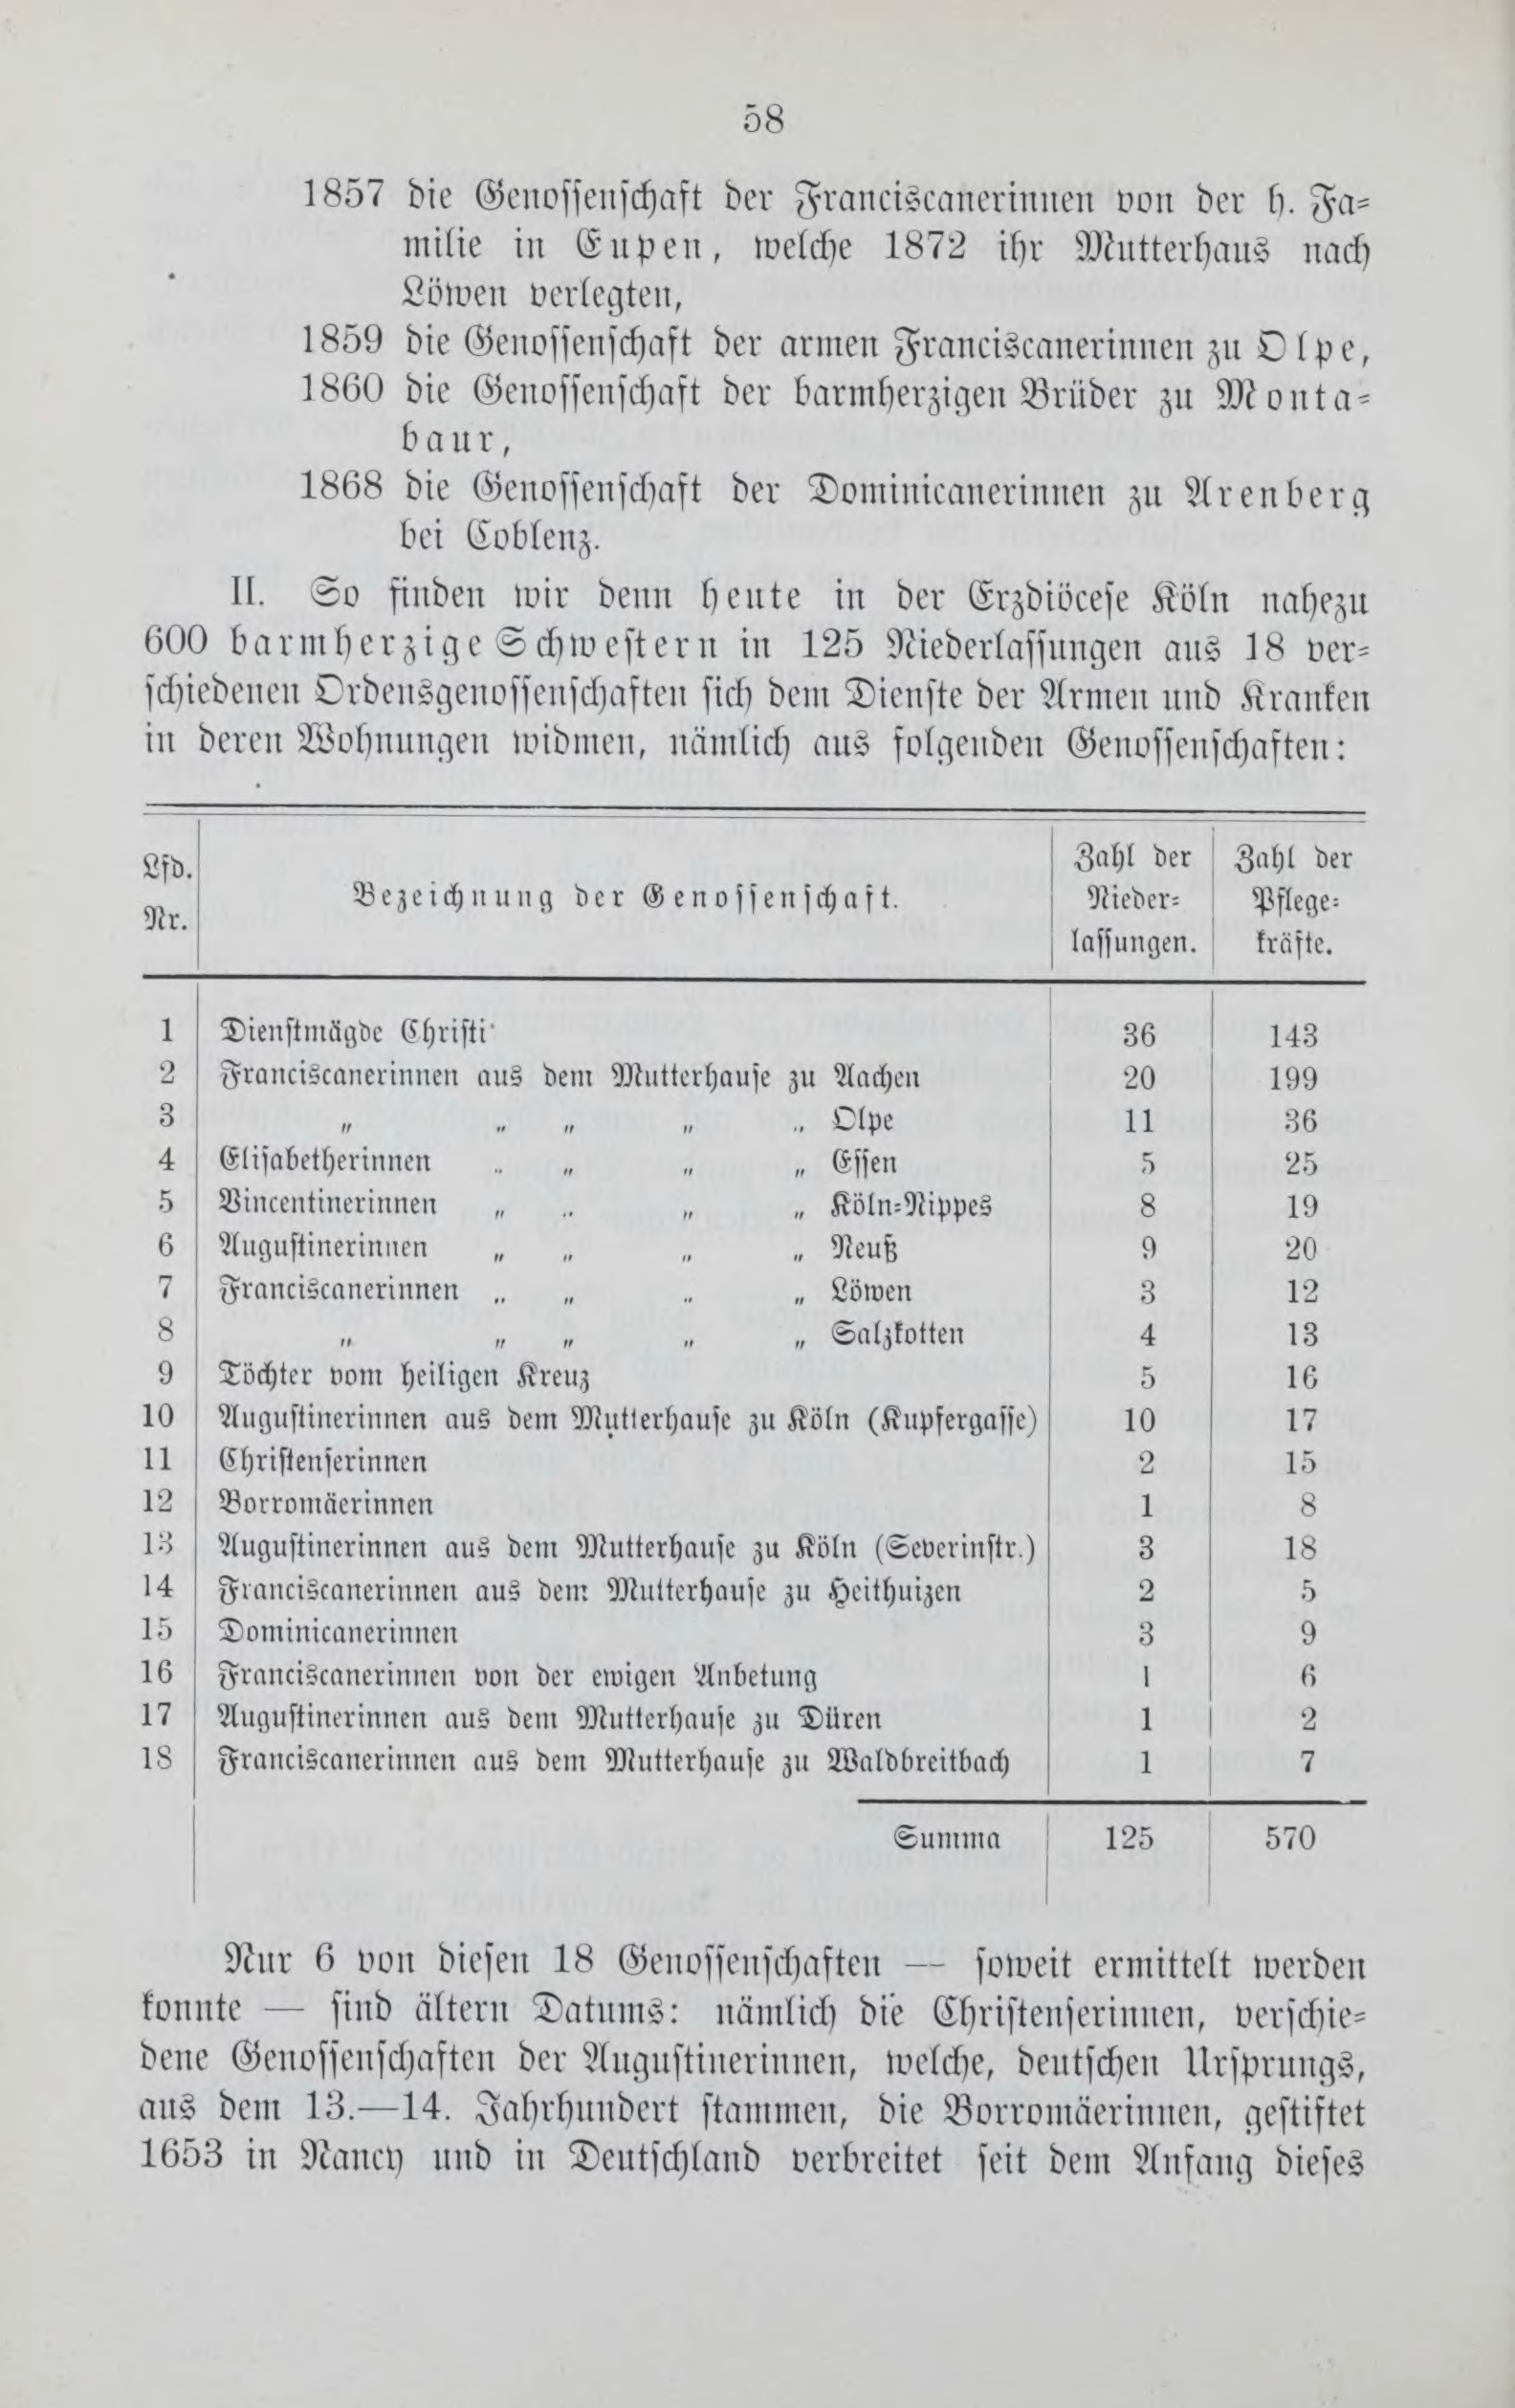 58
1857 die Genossenschaft der Franciscanerinnen von der h. Fa=
milie in Eupen, welche 1872 ihr Mutterhaus nach
Löwen verlegten,
1859 die Genossenschaft der armen Franciscanerinnen zu Olpe,
1860 die Genossenschaft der barmherzigen Brüder zu Monta=
baur,
1868 die Genossenschaft der Dominicanerinnen zu Arenberg
bei Coblenz.
II. So finden wir denn heute in der Erzdiöcese Köln nahezu
600 barmherzige Schwestern in 125 Niederlassungen aus 18 ver=
schiedenen Ordensgenossenschaften sich dem Dienste der Armen und Kranken
in deren Wohnungen widmen, nämlich aus folgenden Genossenschaften:
Lfd. Nr. Bezeichnung der Genossenschaft. Zahl der Nieder= lassungen. Zahl der Pflege= kräfte.
1 Dienstmägde Christi 36 143
2 Franciscanerinnen aus dem Mutterhause zu Aachen 20 199
3 " " " " " Olpe 11 36
4 Elisabetherinnen " " " " Essen 5 25
5 Vincentinerinnen " " " " Köln=Nippes 8 19
6 Augustinerinnen " " " " Neuß 9 20
7 Franciscanerinnen " " " " Löwen 3 12
8 " " " " " Salzkotten 4 13
9 Töchter vom heiligen Kreuz 5 16
10 Augustinerinnen aus dem Mutterhause zu Köln (Kupfergasse) 10 17
11 Christenserinnen 2 15
12 Borromäerinnen 1 8
13 Augustinerinnen aus dem Mutterhause zu Köln (Severinstr.) 3 18
14 Franciscanerinnen aus dem Mutterhause zu Heithuizen 2 5
15 Dominicanerinnen 3 9
16 Franciscanerinnen von der ewigen Anbetung 1 6
17 Augustinerinnen aus dem Mutterhause zu Düren 1 2
18 Franciscanerinnen aus dem Mutterhause zu Waldbreitbach 1 7
Summa 125 570
Nur 6 von diesen 18 Genossenschaften — soweit ermittelt werden
konnte — sind ältern Datums: nämlich die Christenserinnen, verschie=
dene Genossenschaften der Augustinerinnen, welche, deutschen Ursprungs,
aus dem 13.—14. Jahrhundert stammen, die Borromäerinnen, gestiftet
1653 in Nancy und in Deutschland verbreitet seit dem Anfang dieses